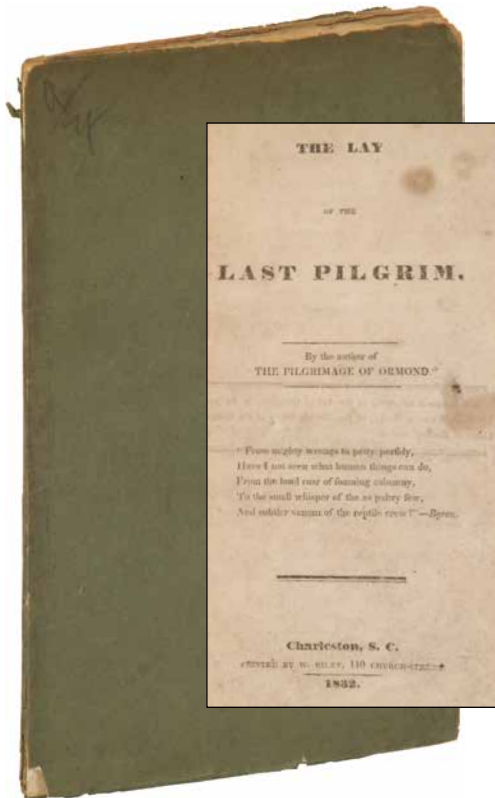 THE LAY
OF THE
LAST PILGRIM.
By the author of
THE PILGRIMAGE OF ORMOND."
"From mighty wrongs to petty perfidy,
Have I not seen what human things can do,
From the loud roar of foaming calumny,
To the small whisper of the as paltry few,
And subtler venom of the reptile crew?"—Byron.
Charleston, S. C.
PRINTED BY W. RILEY, 110 CHURCH-STREET
1832.